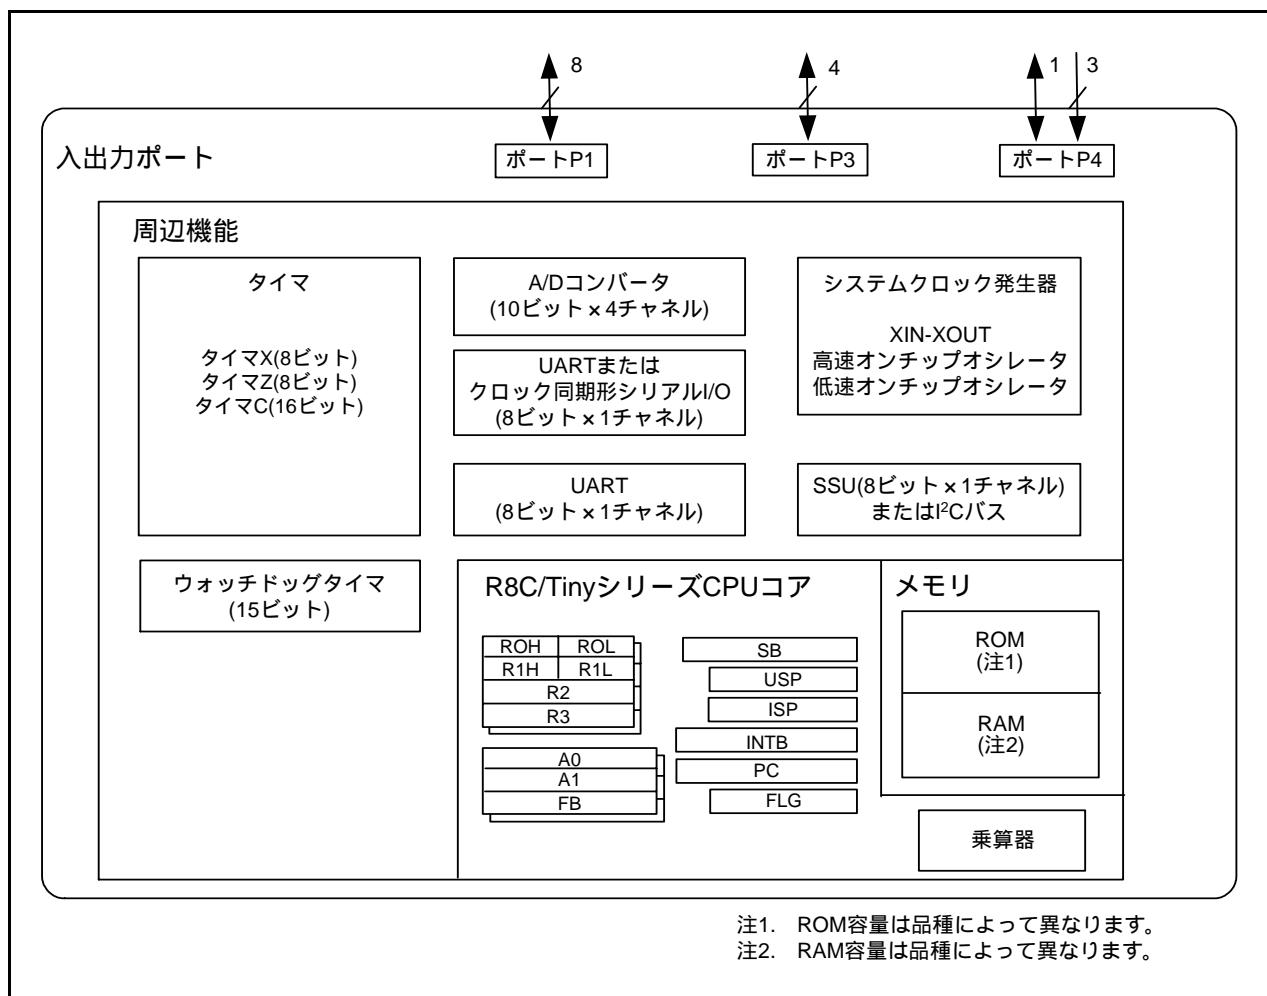 8
4
1
3
入出力ポート
ポートP1
ポートP3
ポートP4
周辺機能
タイマ
タイマX(8ビット)
タイマZ(8ビット)
タイマC(16ビット)
A/Dコンバータ
(10ビット×4チャネル)
UARTまたは
クロック同期形シリアルI/O
(8ビット×1チャネル)
UART
(8ビット×1チャネル)
システムクロック発生器
XIN-XOUT
高速オンチップオシレータ
低速オンチップオシレータ
SSU(8ビット×1チャネル)
またはI²Cバス
ウォッチドッグタイマ
(15ビット)
R8C/TinyシリーズCPUコア
ROH ROL
R1H R1L
R2
R3
A0
A1
FB
SB
USP
ISP
INTB
PC
FLG
メモリ
ROM
(注1)
RAM
(注2)
乗算器
注1. ROM容量は品種によって異なります。
注2. RAM容量は品種によって異なります。